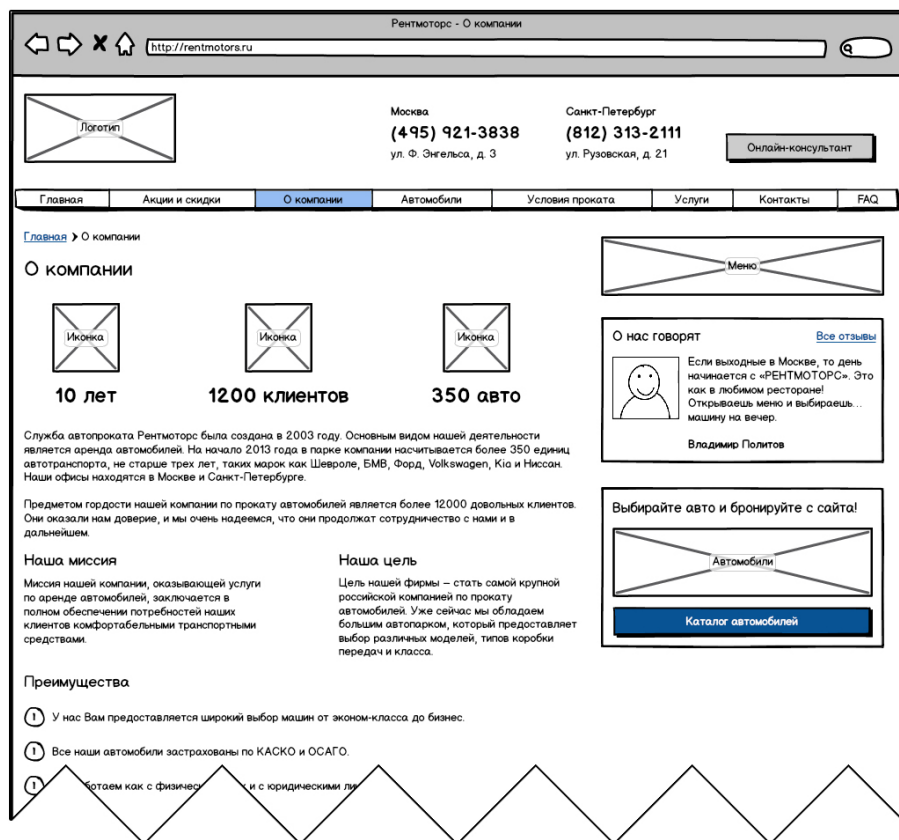 Рентмоторс - О компании
http://rentmotors.ru
Логотип
Москва
(495) 921-3838
ул. Ф. Энгельса, д. 3
Санкт-Петербург
(812) 313-2111
ул. Рузовская, д. 21
Онлайн-консультант
Главная
Акции и скидки
О компании
Автомобили
Условия проката
Услуги
Контакты
FAQ
Главная > О компании
О компании
Иконка
Иконка
Иконка
10 лет
1200 клиентов
350 авто
Служба автопроката Рентмоторс была создана в 2003 году. Основным видом нашей деятельности
является аренда автомобилей. На начало 2013 года в парке компании насчитывается более 350 единиц
автотранспорта, не старше трех лет, таких марок как Шевроле, БМВ, Форд, Volkswagen, Kia и Ниссан.
Наши офисы находятся в Москве и Санкт-Петербурге.
Предметом гордости нашей компании по прокату автомобилей является более 12000 довольных клиентов.
Они оказали нам доверие, и мы очень надеемся, что они продолжат сотрудничество с нами и в
дальнейшем.
Наша миссия
Миссия нашей компании, оказывающей услуги
по аренде автомобилей, заключается в
полном обеспечении потребностей наших
клиентов комфортабельными транспортными
средствами.
Наша цель
Цель нашей фирмы – стать самой крупной
российской компанией по прокату
автомобилей. Уже сейчас мы обладаем
большим автопарком, который предоставляет
выбор различных моделей, типов коробки
передач и класса.
Преимущества
! У нас Вам предоставляется широкий выбор машин от эконом-класса до бизнес.
! Все наши автомобили застрахованы по КАСКО и ОСАГО.
! как с и с юридическими
Меню
О нас говорят
Все отзывы
Если выходные в Москве, то день
начинается с «РЕНТМОТОРС». Это
как в любимом ресторане!
Открываешь меню и выбираешь...
машину на вечер.
Владимир Политов
Выбирайте авто и бронируйте с сайта!
Автомобили
Каталог автомобилей